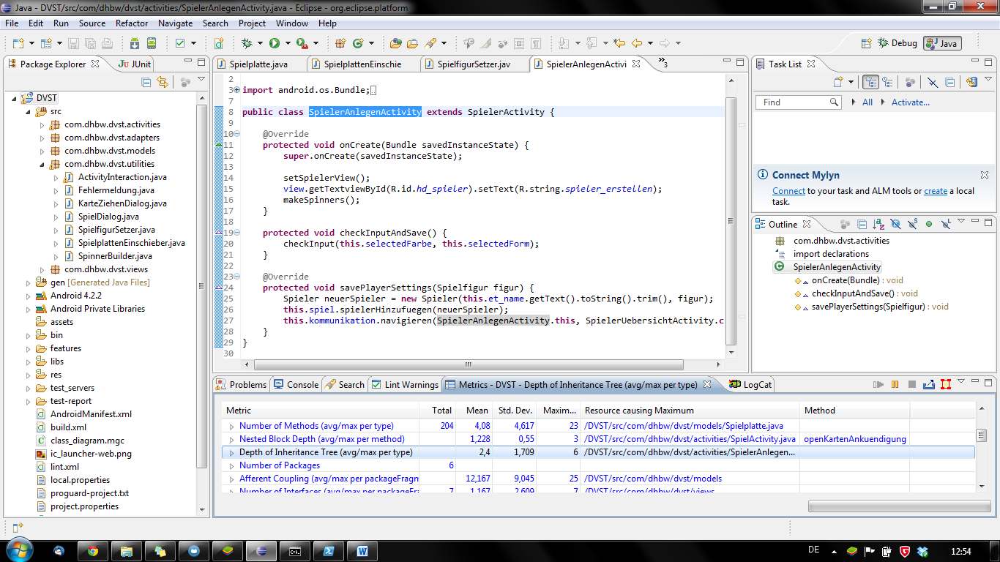 Java - DVST/src/com/dhbw/dvst/activities/SpielerAnlegenActivity.java - Eclipse - org.eclipse.platform
File Edit Run Source Refactor Navigate Search Project Window Help
Debug Java
Package Explorer JUnit
DVST
src
com.dhbw.dvst.activities
com.dhbw.dvst.adapters
com.dhbw.dvst.models
com.dhbw.dvst.utilities
ActivityInteraction.java
Fehlermeldung.java
KarteZiehenDialog.java
SpielDialog.java
SpielfigurSetzer.java
SpielplattenEinschieber.java
SpinnerBuilder.java
com.dhbw.dvst.views
gen [Generated Java Files]
Android 4.2.2
Android Private Libraries
assets
bin
features
libs
res
test_servers
test-report
AndroidManifest.xml
build.xml
class_diagram.mgc
ic_launcher-web.png
lint.xml
local.properties
proguard-project.txt
project.properties
Spielplatte.java SpielplattenEinschie SpielfigurSetzer.jav SpielerAnlegenActivi »3
2
3 import android.os.Bundle;
7
8 public class SpielerAnlegenActivity extends SpielerActivity {
9
10 @Override
11 protected void onCreate(Bundle savedInstanceState) {
12 super.onCreate(savedInstanceState);
13
14 setSpielerView();
15 view.getTextviewById(R.id.hd_spieler).setText(R.string.spieler_erstellen);
16 makeSpinners();
17 }
18
19 protected void checkInputAndSave() {
20 checkInput(this.selectedFarbe, this.selectedForm);
21 }
22
23 @Override
24 protected void savePlayerSettings(Spielfigur figur) {
25 Spieler neuerSpieler = new Spieler(this.et_name.getText().toString().trim(), figur);
26 this.spiel.spielerHinzufuegen(neuerSpieler);
27 this.kommunikation.navigieren(SpielerAnlegenActivity.this, SpielerUebersichtActivity.c
28 }
29 }
30
Task List
Find All Activate...
Connect Mylyn
Connect to your task and ALM tools or create a local
task.
Outline
com.dhbw.dvst.activities
import declarations
SpielerAnlegenActivity
onCreate(Bundle) : void
checkInputAndSave() : void
savePlayerSettings(Spielfigur) : void
Problems Console Search Lint Warnings Metrics - DVST - Depth of Inheritance Tree (avg/max per type) LogCat
Metric Total Mean Std. Dev. Maxim... Resource causing Maximum Method
Number of Methods (avg/max per type) 204 4,08 4,617 23 /DVST/src/com/dhbw/dvst/models/Spielplatte.java
Nested Block Depth (avg/max per method) 1,228 0,55 3 /DVST/src/com/dhbw/dvst/activities/SpielActivity.java openKartenAnkuendigung
Depth of Inheritance Tree (avg/max per type) 2,4 1,709 6 /DVST/src/com/dhbw/dvst/activities/SpielerAnlegen...
Number of Packages 6
Afferent Coupling (avg/max per packageFragm 12,167 9,045 25 /DVST/src/com/dhbw/dvst/models
Number of Interfaces (avg/max per packageFra 7 1,167 2,609 7 /DVST/src/com/dhbw/dvst/views
DE 12:54